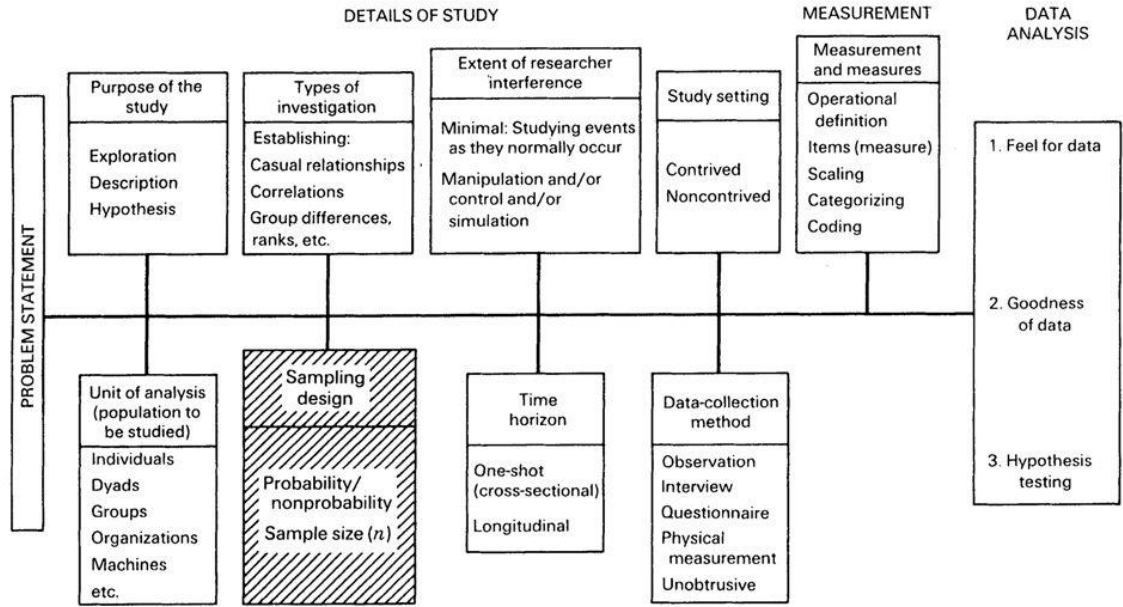 DETAILS OF STUDY
MEASUREMENT
DATA
ANALYSIS
PROBLEM STATEMENT
Purpose of the
study
Exploration
Description
Hypothesis
Types of
investigation
Establishing:
Casual relationships
Correlations
Group differences,
ranks, etc.
Extent of researcher
interference
Minimal: Studying events
as they normally occur
Manipulation and/or
control and/or
simulation
Study setting
Contrived
Noncontrived
Measurement
and measures
Operational
definition
Items (measure)
Scaling
Categorizing
Coding
1. Feel for data
2. Goodness
of data
3. Hypothesis
testing
Unit of analysis
(population to
be studied)
Individuals
Dyads
Groups
Organizations
Machines
etc.
Sampling
design
Probability/
nonprobability
Sample size (n)
Time
horizon
One-shot
(cross-sectional)
Longitudinal
Data-collection
method
Observation
Interview
Questionnaire
Physical
measurement
Unobtrusive